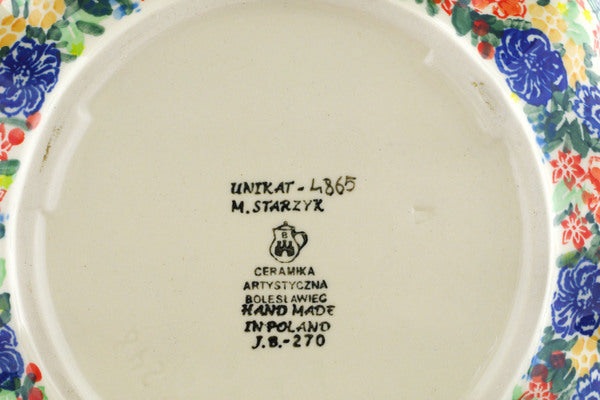 UNIKAT - 4865
M. STARZYK
B
CERAMIKA
ARTYSTYCZNA
BOLESŁAWIEC
HAND MADE
IN POLAND
J.B.-270